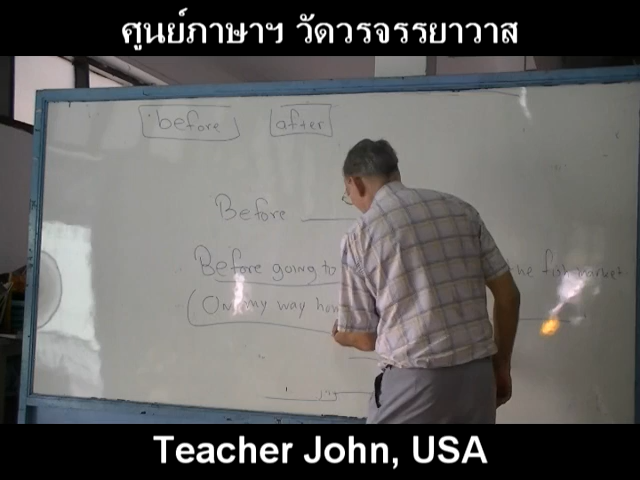 ศูนย์ภาษาฯ วัดวรจรรยาวาส
before after
Before
Before going to the fish market.
On my way hom
Teacher John, USA